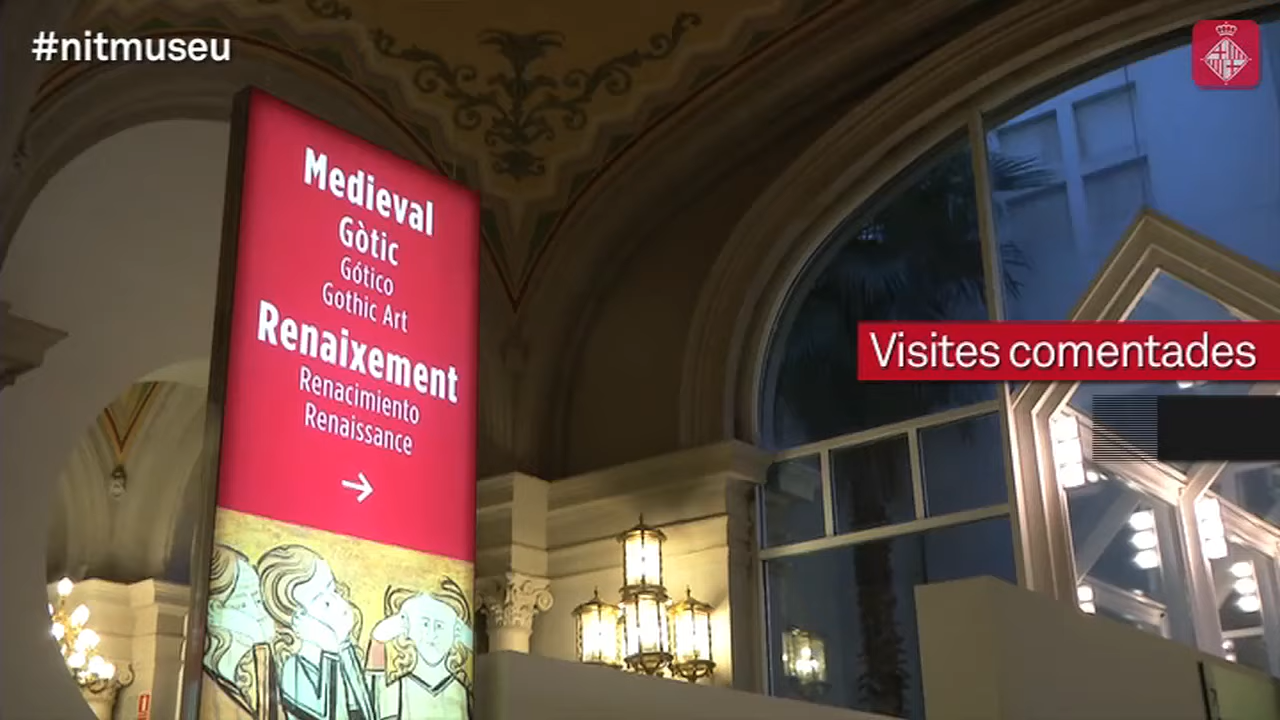 #nitmuseu
Medieval
Gòtic
Gótico
Gothic Art
Renaixement
Renacimiento
Renaissance
→
Visites comentades